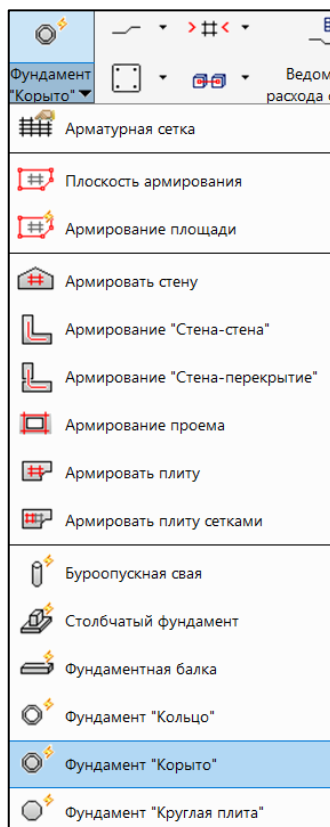 Фундамент
"Корыто"
Ведом
расхода
Арматурная сетка
Плоскость армирования
Армирование площади
Армировать стену
Армирование "Стена-стена"
Армирование "Стена-перекрытие"
Армирование проема
Армировать плиту
Армировать плиту сетками
Буроопускная свая
Столбчатый фундамент
Фундаментная балка
Фундамент "Кольцо"
Фундамент "Корыто"
Фундамент "Круглая плита"